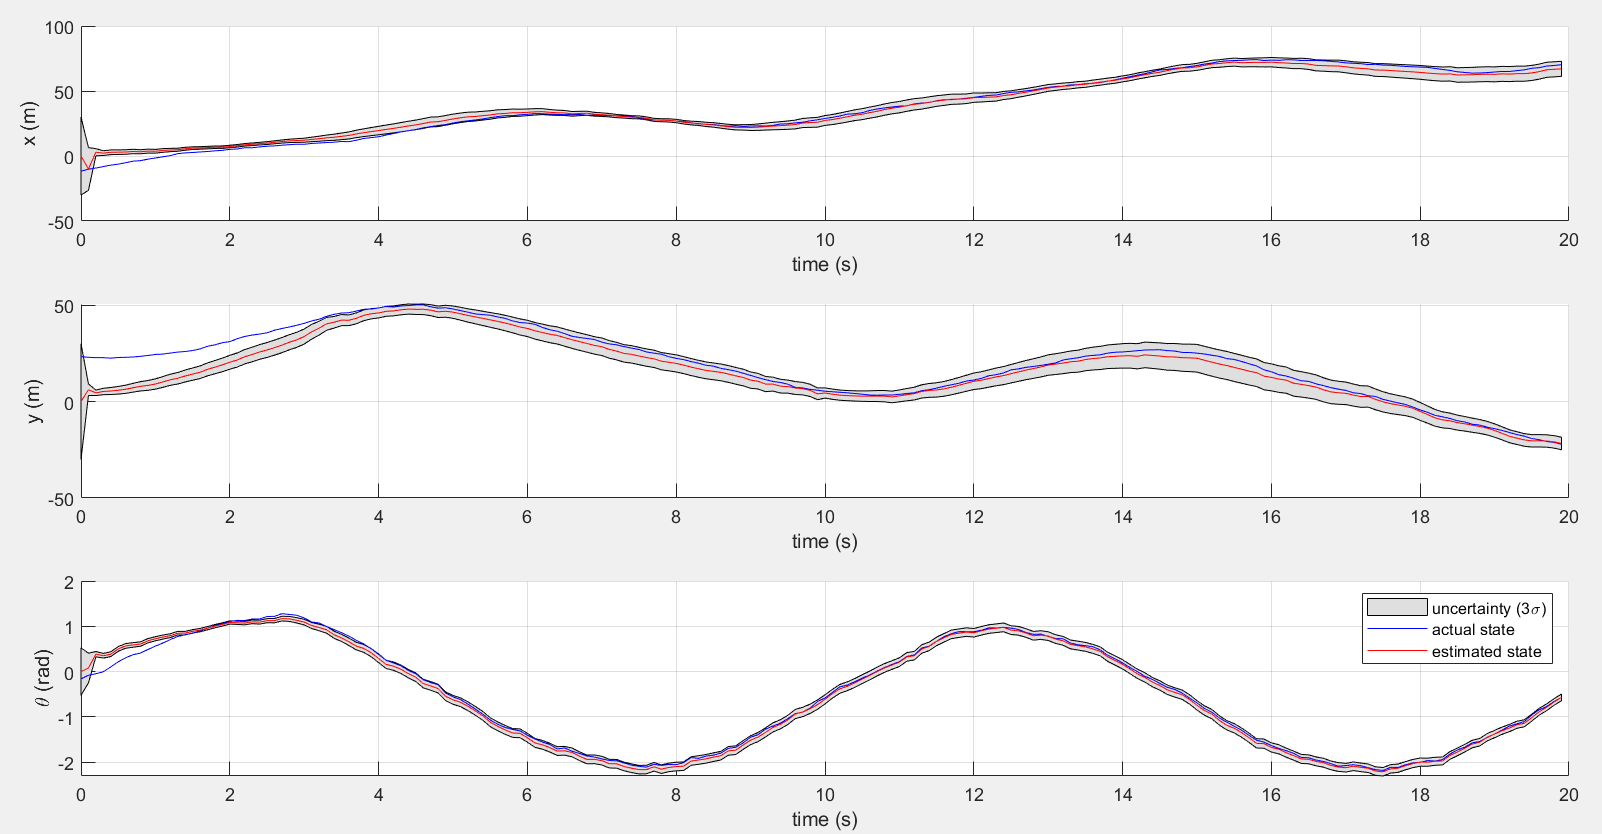 100
50
0
-50
x (m)
0 2 4 6 8 10 12 14 16 18 20
time (s)
50
0
-50
y (m)
0 2 4 6 8 10 12 14 16 18 20
time (s)
2
1
0
-1
-2
θ (rad)
uncertainty (3σ)
actual state
estimated state
0 2 4 6 8 10 12 14 16 18 20
time (s)